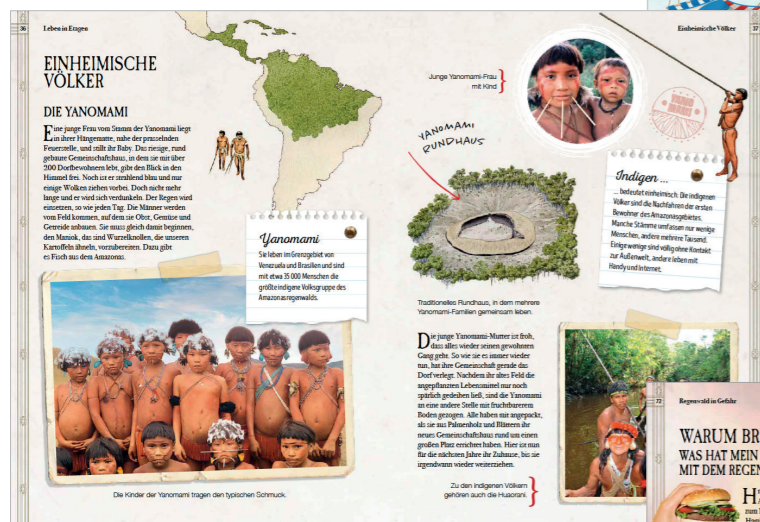 36
Leben in Etagen
EINHEIMISCHE
VÖLKER
DIE YANOMAMI
Eine junge Frau vom Stamm der Yanomami liegt
in ihrer Hängematte, nahe der prasselnden
Feuerstelle, und stillt ihr Baby. Das riesige, rund
gebaute Gemeinschaftshaus, in dem sie mit über
200 Dorfbewohnern lebt, gibt den Blick in den
Himmel frei. Noch ist er strahlend blau und nur
einige Wolken ziehen vorbei. Doch nicht mehr
lange und er wird sich verdunkeln. Der Regen wird
einsetzen, so wie jeden Tag. Die Männer werden
vom Feld kommen, auf dem sie Obst, Gemüse und
Getreide anbauen. Sie muss gleich damit beginnen,
den Maniok, das sind Wurzelknollen, die unseren
Kartoffeln ähneln, vorzubereiten. Dazu gibt
es Fisch aus dem Amazonas.
Yanomami
Sie leben im Grenzgebiet von
Venezuela und Brasilien und sind
mit etwa 35 000 Menschen die
größte indigene Volksgruppe des
Amazonasregenwalds.
Die Kinder der Yanomami tragen den typischen Schmuck.
Einheimische Völker
37
Junge Yanomami-Frau
mit Kind
YANOMAMI
RUNDHAUS
YANO
MAMI
Indigen ...
... bedeutet einheimisch. Die indigenen
Völker sind die Nachfahren der ersten
Bewohner des Amazonasgebietes.
Manche Stämme umfassen nur wenige
Menschen, andere mehrere Tausend.
Einige wenige sind völlig ohne Kontakt
zur Außenwelt, andere leben mit
Handy und Internet.
Traditionelles Rundhaus, in dem mehrere
Yanomami-Familien gemeinsam leben.
Die junge Yanomami-Mutter ist froh,
dass alles wieder seinen gewohnten
Gang geht. So wie sie es immer wieder
tun, hat ihre Gemeinschaft gerade das
Dorf verlegt. Nachdem ihr altes Feld die
angepflanzten Lebensmittel nur noch
spärlich gedeihen ließ, sind die Yanomami
an eine andere Stelle mit fruchtbarerem
Boden gezogen. Alle haben mit angepackt,
als sie aus Palmenholz und Blättern ihr
neues Gemeinschaftshaus rund um einen
großen Platz errichtet haben. Hier ist nun
für die nächsten Jahre ihr Zuhause, bis sie
irgendwann wieder weiterziehen.
Zu den indigenen Völkern
gehören auch die Huaorani.
72
Regenwald in Gefahr
WARUM BR
WAS HAT MEIN
MIT DEM REGEN
H
zum